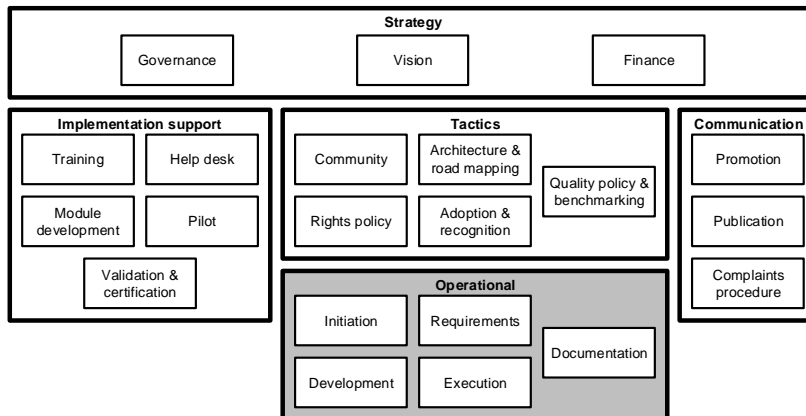 Strategy
Governance
Vision
Finance
Implementation support
Training
Help desk
Module
development
Pilot
Validation &
certification
Tactics
Community
Architecture &
road mapping
Quality policy &
benchmarking
Rights policy
Adoption &
recognition
Communication
Promotion
Publication
Complaints
procedure
Operational
Initiation
Requirements
Documentation
Development
Execution